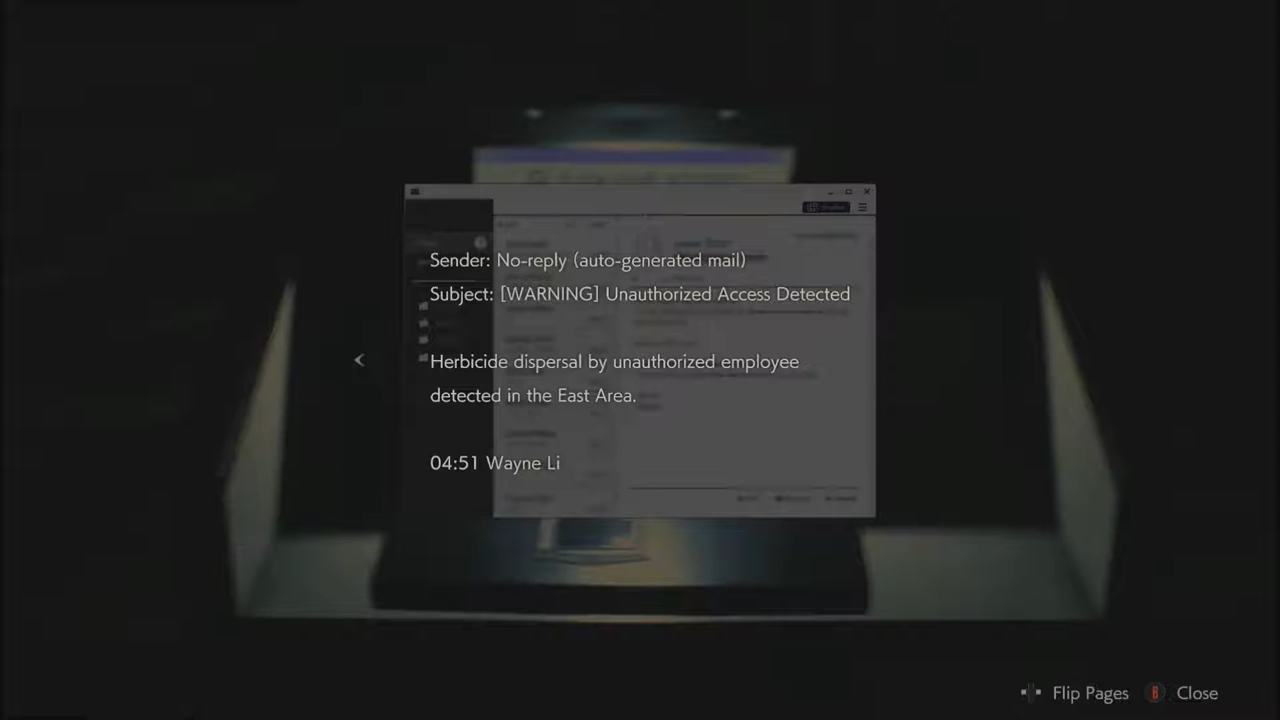 Sender: No-reply (auto-generated mail)
Subject: [WARNING] Unauthorized Access Detected
Herbicide dispersal by unauthorized employee
detected in the East Area.
04:51 Wayne Li
Flip Pages B Close